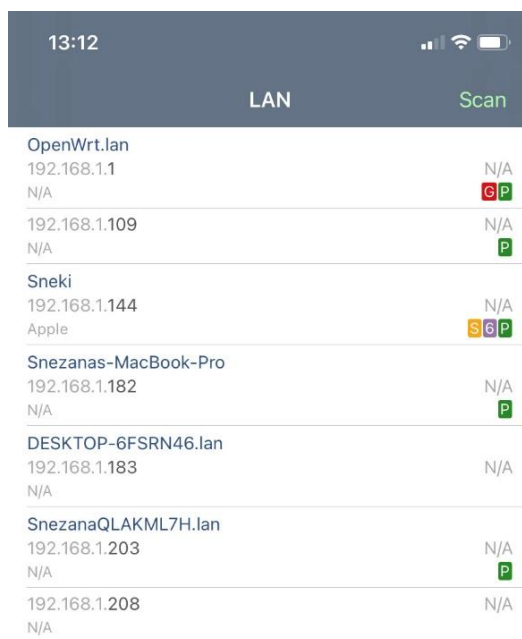 13:12
LAN
Scan
OpenWrt.lan
192.168.1.1 N/A
N/A G P
192.168.1.109 N/A
N/A P
Sneki
192.168.1.144 N/A
Apple S 6 P
Snezanas-MacBook-Pro
192.168.1.182 N/A
N/A P
DESKTOP-6FSRN46.lan
192.168.1.183 N/A
N/A
SnezanaQLAKML7H.lan
192.168.1.203 N/A
N/A P
192.168.1.208 N/A
N/A